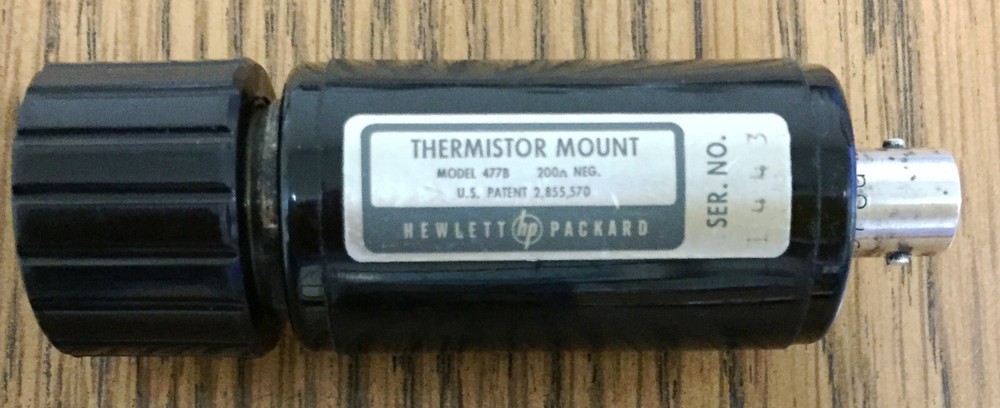 THERMISTOR MOUNT
MODEL 477B 200Ω NEG.
U.S. PATENT 2,855,570
HEWLETT hp PACKARD
SER. NO.
1443